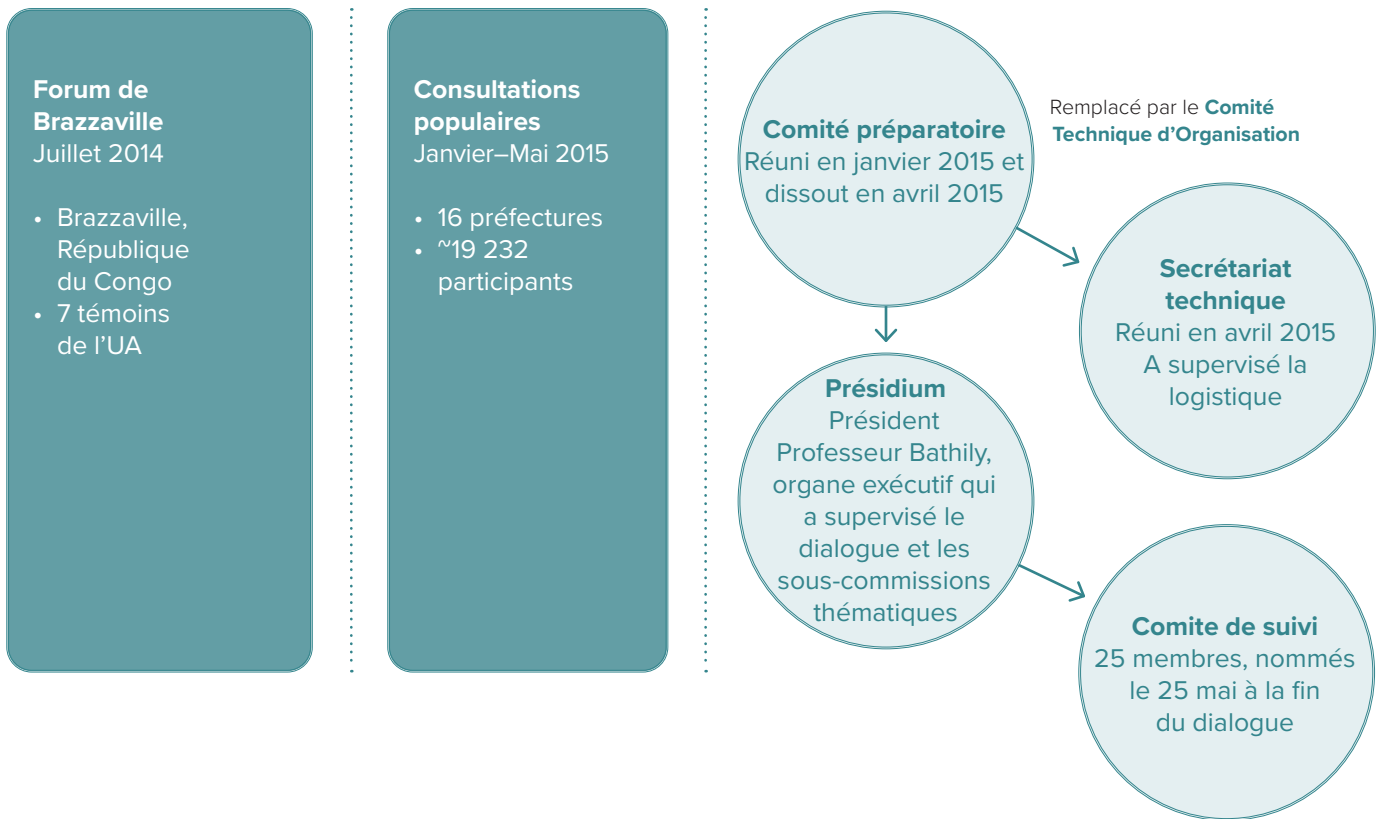 Forum de
Brazzaville
Juillet 2014
• Brazzaville,
République
du Congo
• 7 témoins
de l’UA
Consultations
populaires
Janvier–Mai 2015
• 16 préfectures
• ~19 232
participants
Comité préparatoire
Réuni en janvier 2015 et
dissout en avril 2015
Remplacé par le Comité
Technique d’Organisation
Secrétariat
technique
Réuni en avril 2015
A supervisé la
logistique
Présidium
Président
Professeur Bathily,
organe exécutif qui
a supervisé le
dialogue et les
sous-commissions
thématiques
Comite de suivi
25 membres, nommés
le 25 mai à la fin
du dialogue